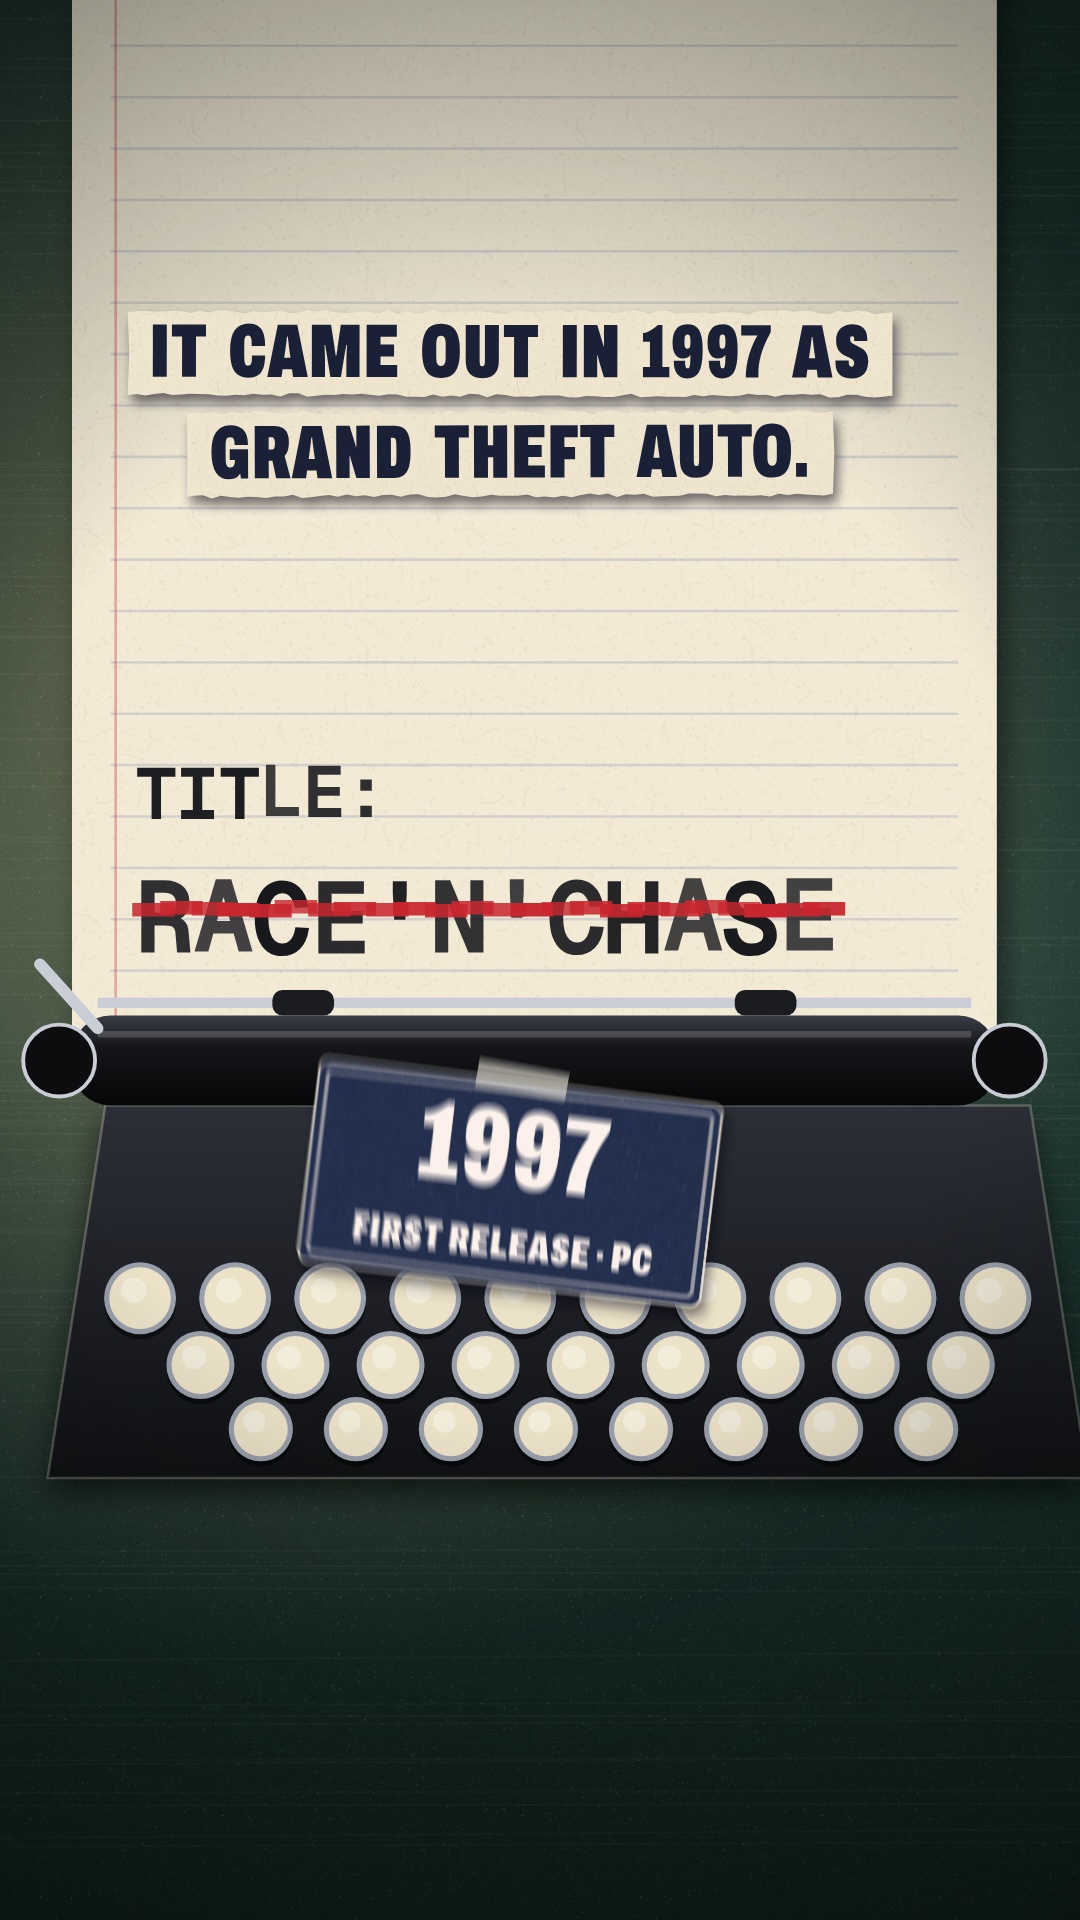 IT CAME OUT IN 1997 AS
GRAND THEFT AUTO.
TITLE:
RACE'N'CHASE
1997
FIRST RELEASE · PC